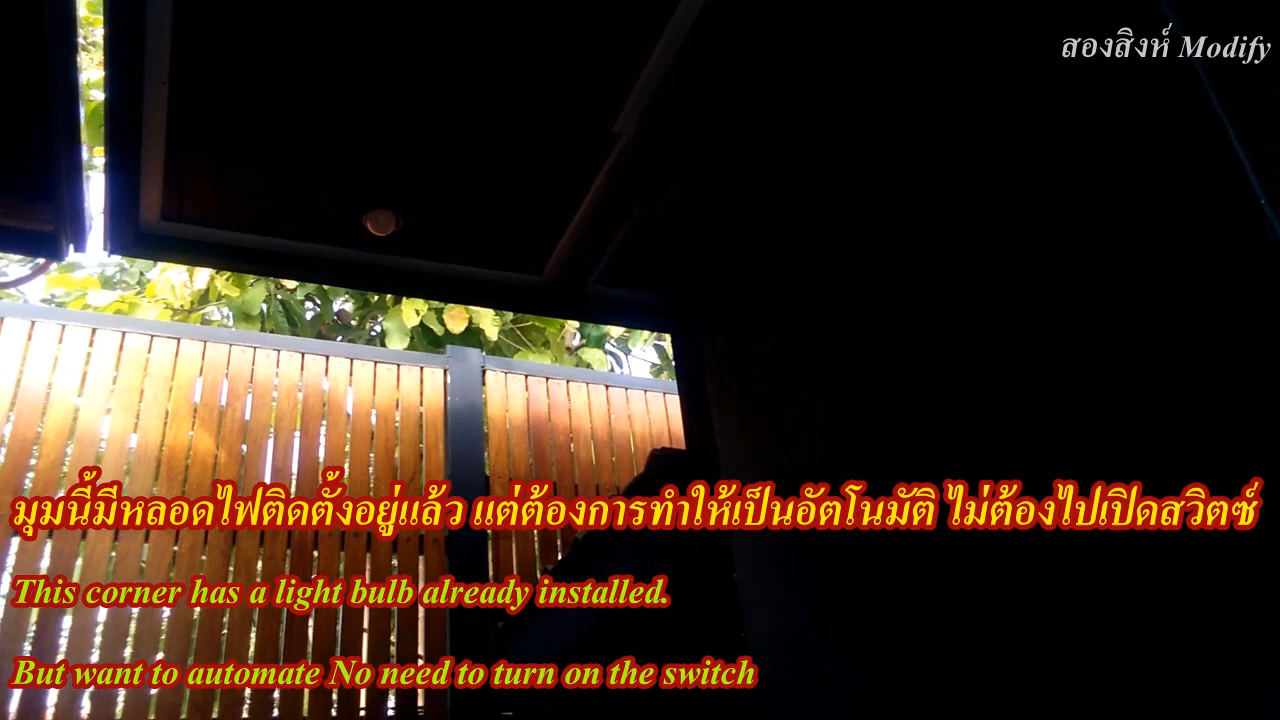 สองสิงห์ Modify
มุมนี้มีหลอดไฟติดตั้งอยู่แล้ว แต่ต้องการทำให้เป็นอัตโนมัติ ไม่ต้องไปเปิดสวิตซ์
This corner has a light bulb already installed.
But want to automate No need to turn on the switch